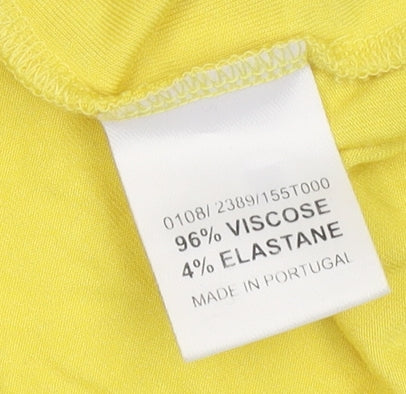 0108/ 2389/155T000
96% VISCOSE
4% ELASTANE
MADE IN PORTUGAL